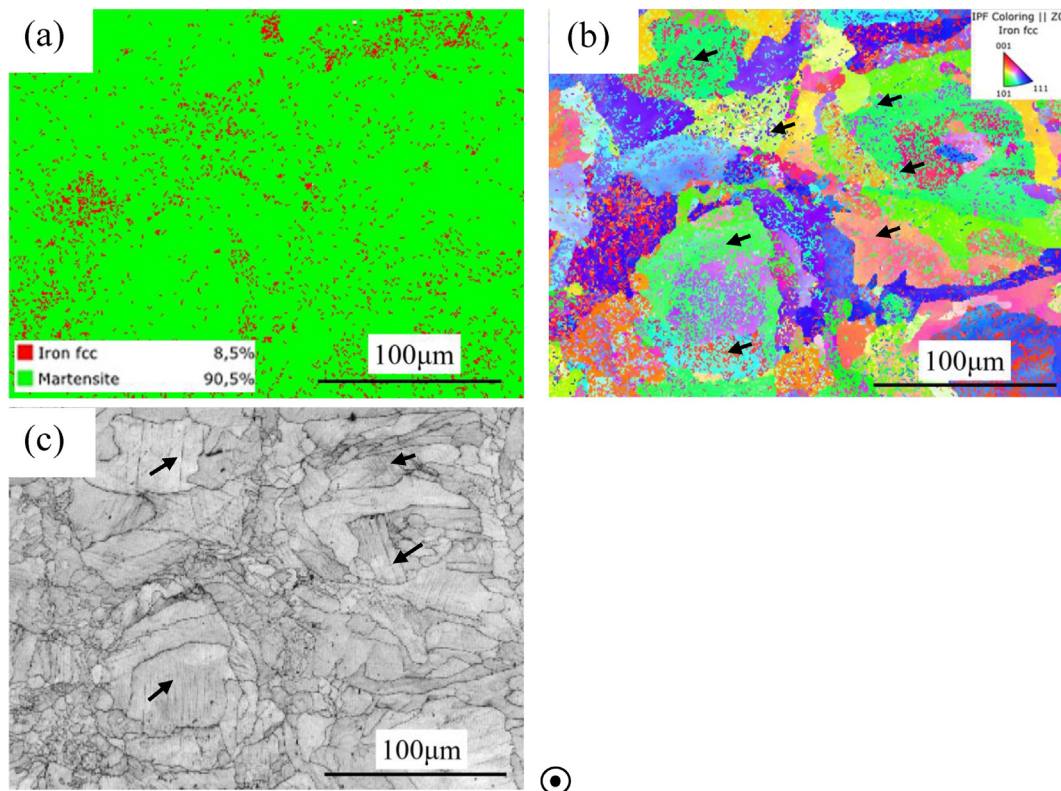 (a)
Iron fcc 8,5%
Martensite 90,5%
100μm
(b)
IPF Coloring || Z0
Iron fcc
001
101 111
100μm
(c)
100μm